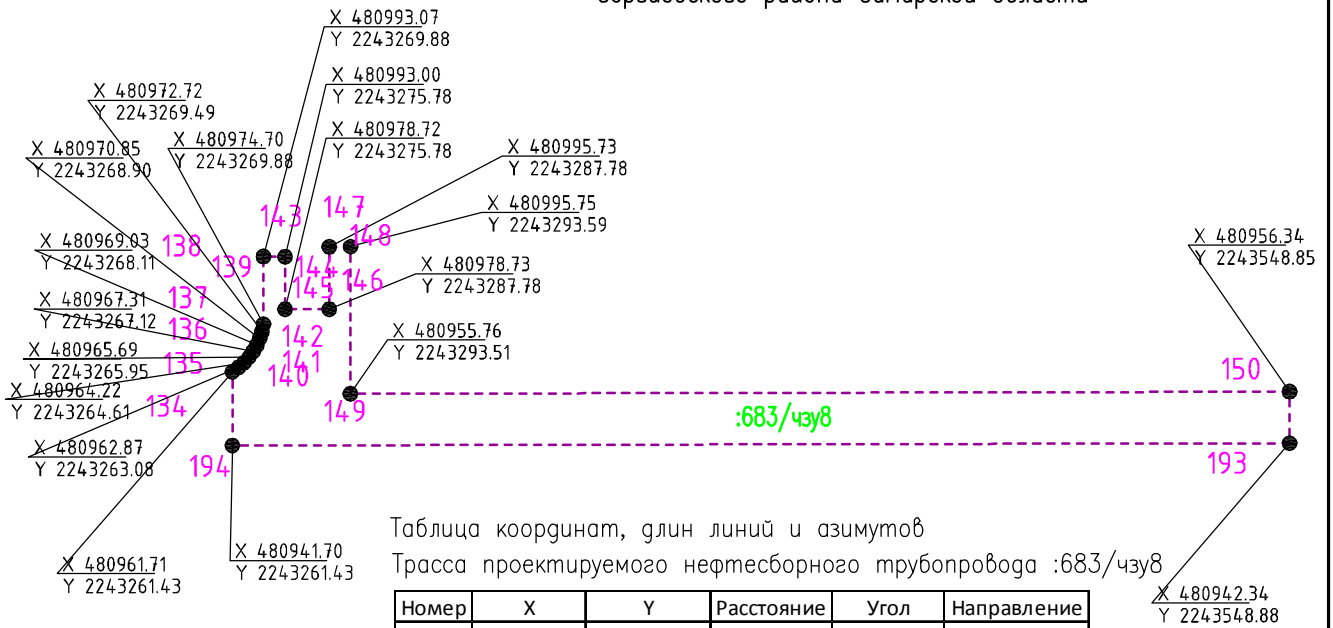 X 480993.07
Y 2243269.88
X 480972.72
Y 2243269.49
X 480993.00
Y 2243275.78
X 480970.85
Y 2243268.90
X 480974.70
Y 2243269.88
X 480978.72
Y 2243275.78
X 480995.73
Y 2243287.78
X 480995.75
Y 2243293.59
143
147
148
138
139
144
145
146
X 480969.03
Y 2243268.11
X 480978.73
Y 2243287.78
X 480956.34
Y 2243548.85
137
136
X 480967.31
Y 2243267.12
142
141
140
X 480955.76
Y 2243293.51
X 480965.69
Y 2243265.95
135
150
X 480964.22
Y 2243264.61
134
149
:683/чзу8
X 480962.87
Y 2243263.08
194
193
X 480961.71
Y 2243261.43
X 480941.70
Y 2243261.43
Таблица координат, длин линий и азимутов
Трасса проектируемого нефтесборного трубопровода :683/чзу8
X 480942.34
Y 2243548.88
Номер X Y Расстояние Угол Направление